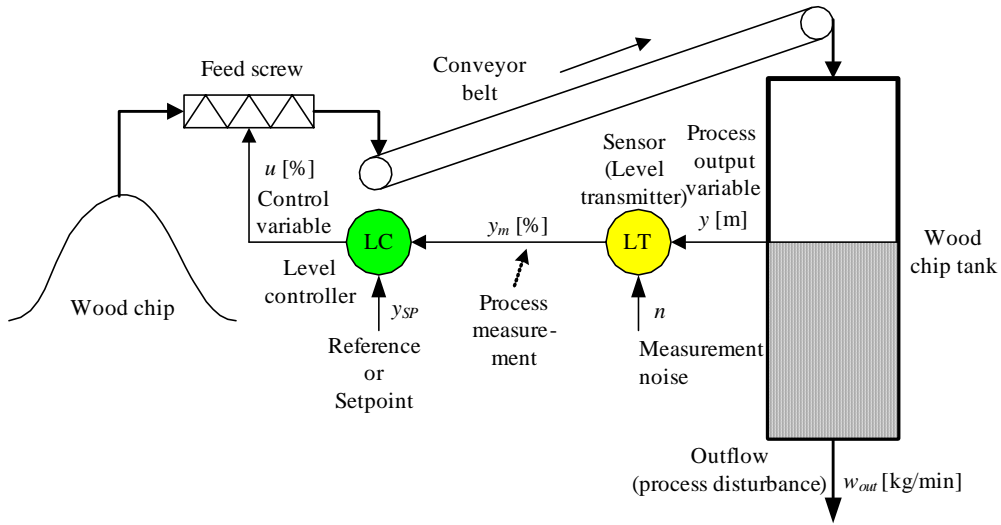 Feed screw
Conveyor
belt
u [%]
Control
variable
Sensor
(Level
transmitter)
Process
output
variable
y [m]
LC
y_m [%]
LT
Wood
chip tank
Level
controller
Wood chip
y_SP
Reference
or
Setpoint
Process
measure-
ment
n
Measurement
noise
Outflow
(process disturbance)
w_out [kg/min]